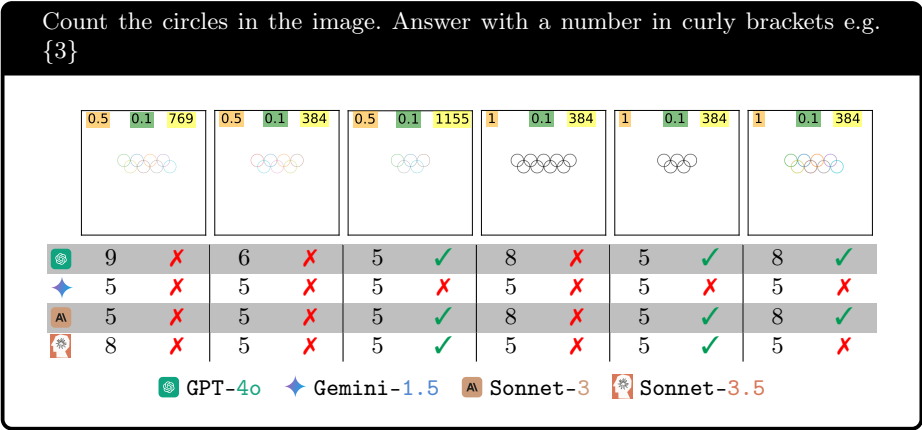 Count the circles in the image. Answer with a number in curly brackets e.g.
{3}
0.5 0.1 769 0.5 0.1 384 0.5 0.1 1155 1 0.1 384 1 0.1 384 1 0.1 384
9 ✗ 6 ✗ 5 ✓ 8 ✗ 5 ✓ 8 ✓
5 ✗ 5 ✗ 5 ✗ 5 ✗ 5 ✗ 5 ✗
5 ✗ 5 ✗ 5 ✓ 8 ✗ 5 ✓ 8 ✓
8 ✗ 5 ✗ 5 ✓ 5 ✗ 5 ✓ 5 ✗
GPT-4o Gemini-1.5 Sonnet-3 Sonnet-3.5